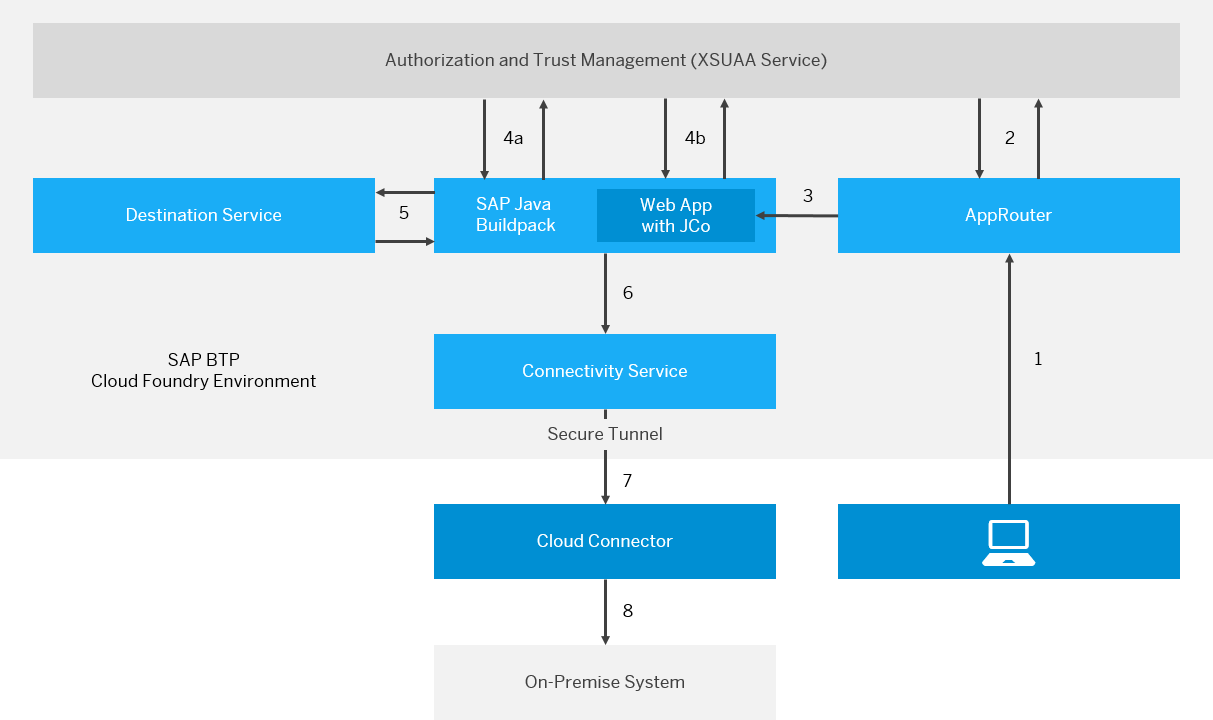 Authorization and Trust Management (XSUAA Service)
4a
4b
2
Destination Service
5
SAP Java
Buildpack
Web App
with JCo
3
AppRouter
6
SAP BTP
Cloud Foundry Environment
Connectivity Service
1
Secure Tunnel
7
Cloud Connector
8
On-Premise System